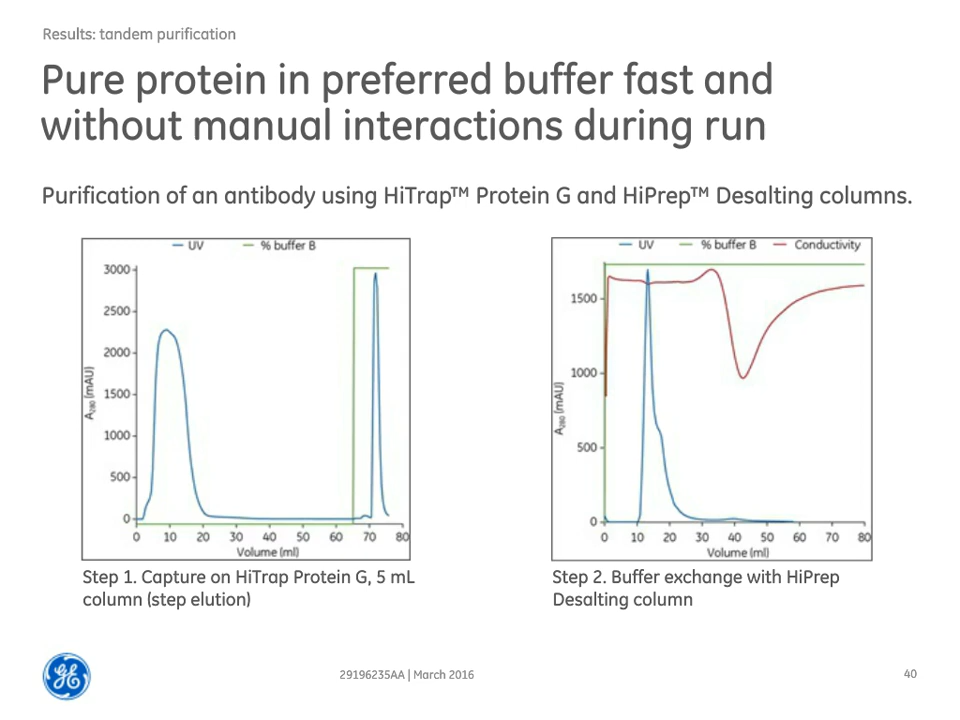 Results: tandem purification
Pure protein in preferred buffer fast and
without manual interactions during run
Purification of an antibody using HiTrap™ Protein G and HiPrep™ Desalting columns.
UV % buffer B
3000
2500
2000
1500
1000
500
0
A280 (mAU)
0 10 20 30 40 50 60 70 80
Volume (ml)
Step 1. Capture on HiTrap Protein G, 5 mL
column (step elution)
UV % buffer B Conductivity
1500
1000
500
0
A280 (mAU)
0 10 20 30 40 50 60 70 80
Volume (ml)
Step 2. Buffer exchange with HiPrep
Desalting column
GE
29196235AA | March 2016
40